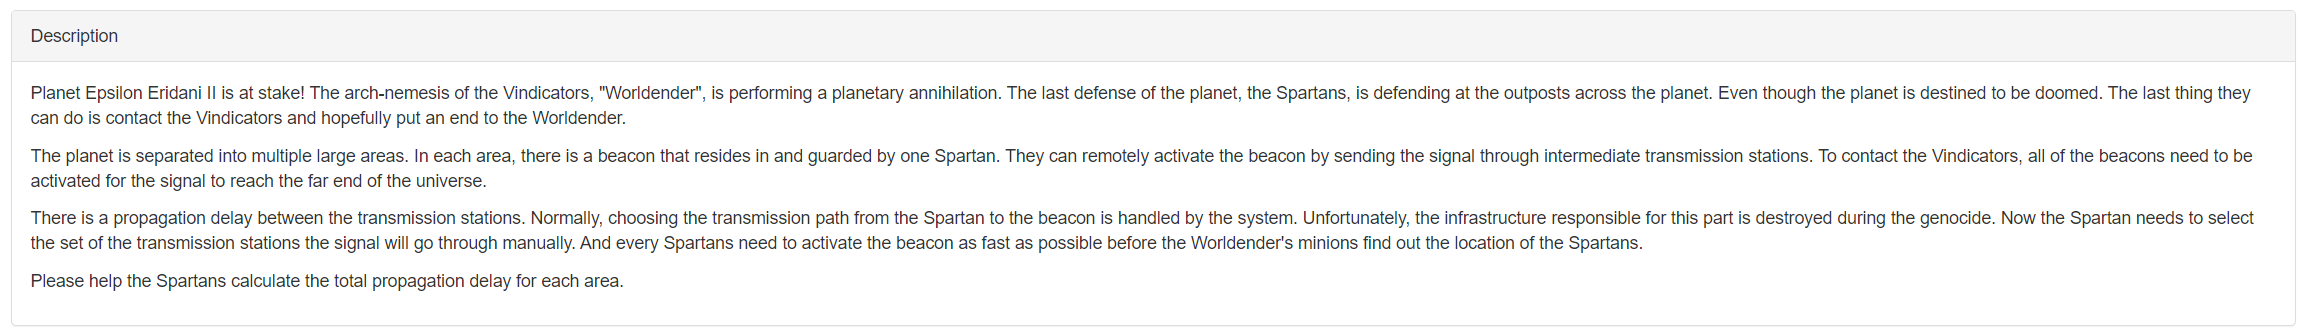 Description
Planet Epsilon Eridani II is at stake! The arch-nemesis of the Vindicators, "Worldender", is performing a planetary annihilation. The last defense of the planet, the Spartans, is defending at the outposts across the planet. Even though the planet is destined to be doomed. The last thing they
can do is contact the Vindicators and hopefully put an end to the Worldender.
The planet is separated into multiple large areas. In each area, there is a beacon that resides in and guarded by one Spartan. They can remotely activate the beacon by sending the signal through intermediate transmission stations. To contact the Vindicators, all of the beacons need to be
activated for the signal to reach the far end of the universe.
There is a propagation delay between the transmission stations. Normally, choosing the transmission path from the Spartan to the beacon is handled by the system. Unfortunately, the infrastructure responsible for this part is destroyed during the genocide. Now the Spartan needs to select
the set of the transmission stations the signal will go through manually. And every Spartans need to activate the beacon as fast as possible before the Worldender's minions find out the location of the Spartans.
Please help the Spartans calculate the total propagation delay for each area.